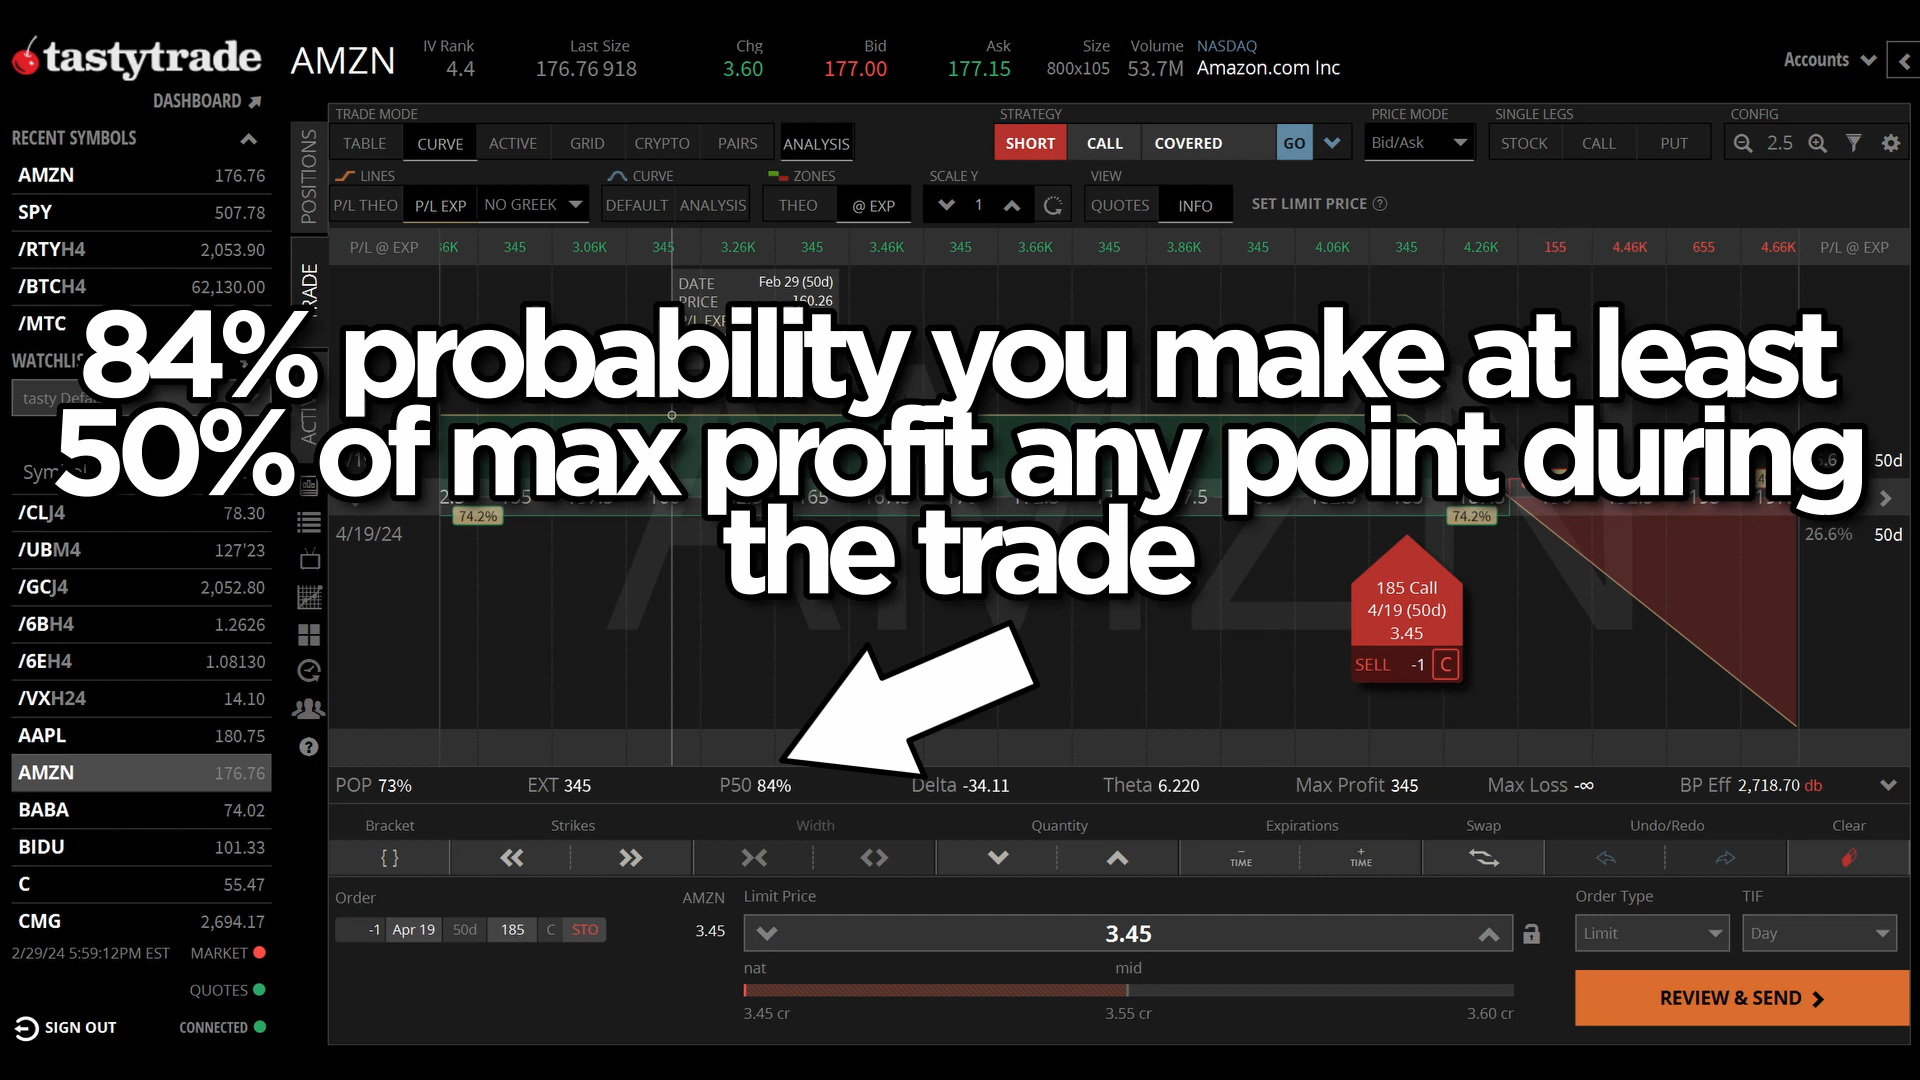 tastytrade
DASHBOARD
AMZN
IV Rank
4.4
Last Size
176.76 918
Chg
3.60
Bid
177.00
Ask
177.15
Size
800x105
Volume
53.7M
NASDAQ
Amazon.com Inc
Accounts
RECENT SYMBOLS
AMZN 176.76
SPY 507.78
/RTYH4 2,053.90
/BTCH4 62,130.00
/MTC
WATCHLIS
tasty Defa
Symbol
/CLJ4 78.30
/UBM4 127'23
/GCJ4 2,052.80
/6BH4 1.2626
/6EH4 1.08130
/VXH24 14.10
AAPL 180.75
AMZN 176.76
BABA 74.02
BIDU 101.33
C 55.47
CMG 2,694.17
2/29/24 5:59:12PM EST MARKET
QUOTES
SIGN OUT CONNECTED
POSITIONS
TRADE MODE
TABLE CURVE ACTIVE GRID CRYPTO PAIRS ANALYSIS
STRATEGY
SHORT CALL COVERED GO
PRICE MODE
Bid/Ask
SINGLE LEGS
STOCK CALL PUT
CONFIG
2.5
LINES
P/L THEO P/L EXP NO GREEK
CURVE
DEFAULT ANALYSIS
ZONES
THEO @ EXP
SCALE Y
1
VIEW
QUOTES INFO
SET LIMIT PRICE
P/L @ EXP 345 3.06K 345 3.26K 345 3.46K 345 3.66K 345 3.86K 345 4.06K 345 4.26K 155 4.46K 655 4.66K P/L @ EXP
DATE Feb 29 (50d)
PRICE 160.26
P/L EXP
84% probability you make at least
50% of max profit any point during
the trade
50d
74.2% 74.2%
4/19/24 26.6% 50d
185 Call
4/19 (50d)
3.45
SELL -1 C
POP 73% EXT 345 P50 84% Delta -34.11 Theta 6.220 Max Profit 345 Max Loss -∞ BP Eff 2,718.70 db
Bracket Strikes Width Quantity Expirations Swap Undo/Redo Clear
{ } TIME TIME
Order AMZN
-1 Apr 19 50d 185 C STO 3.45
Limit Price
3.45
nat mid
3.45 cr 3.55 cr 3.60 cr
Order Type TIF
Limit Day
REVIEW & SEND